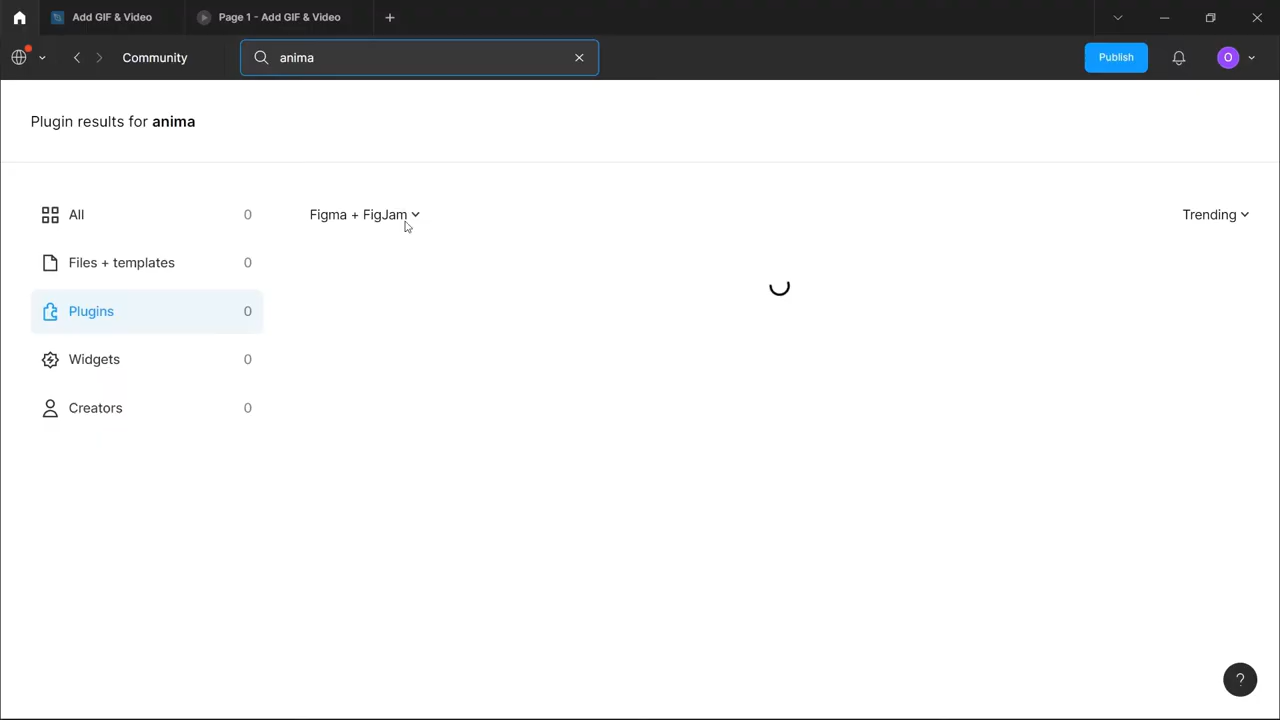 Add GIF & Video
Page 1 - Add GIF & Video
Community
anima
Publish
O
Plugin results for anima
All 0
Files + templates 0
Plugins 0
Widgets 0
Creators 0
Figma + FigJam
Trending
?